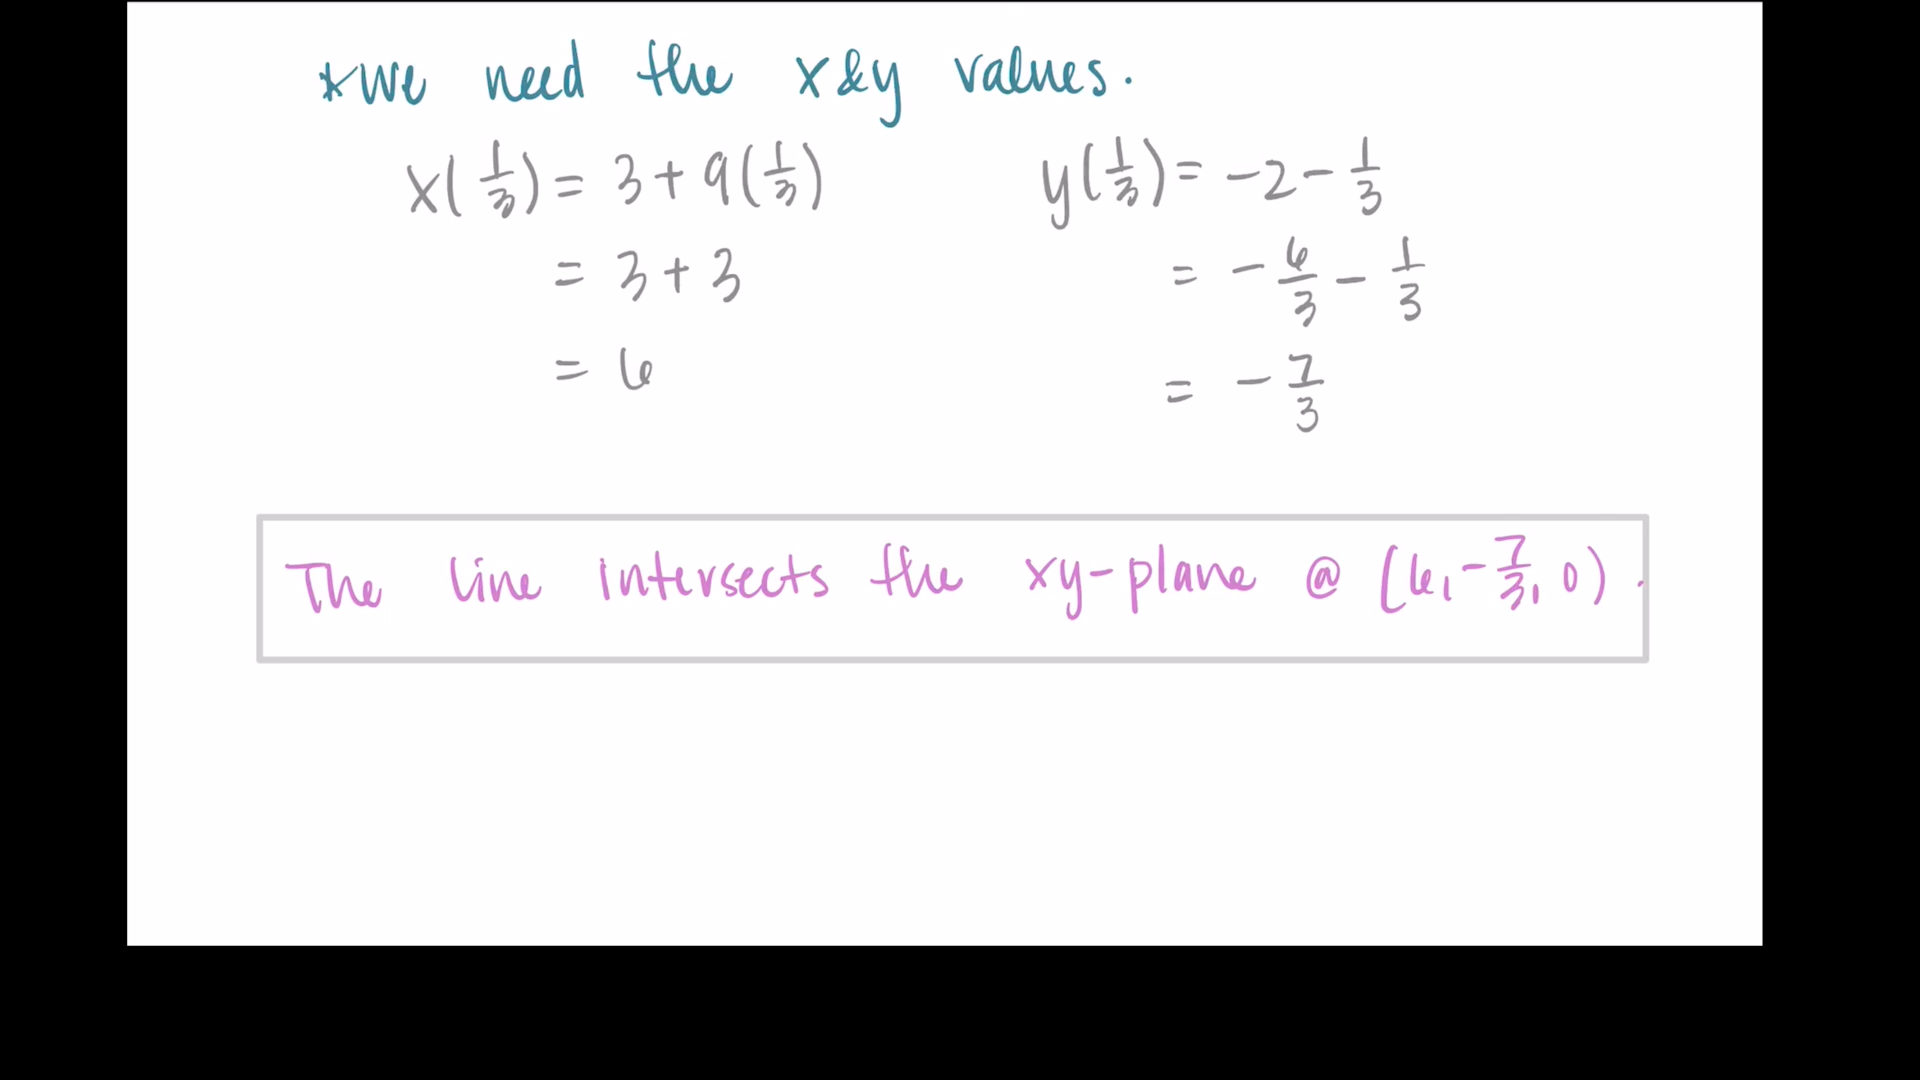 *We need the x & y values.
x(1/3) = 3 + 9(1/3)
= 3 + 3
= 6
y(1/3) = -2 - 1/3
= -6/3 - 1/3
= -7/3
The line intersects the xy-plane @ (6, -7/3, 0).